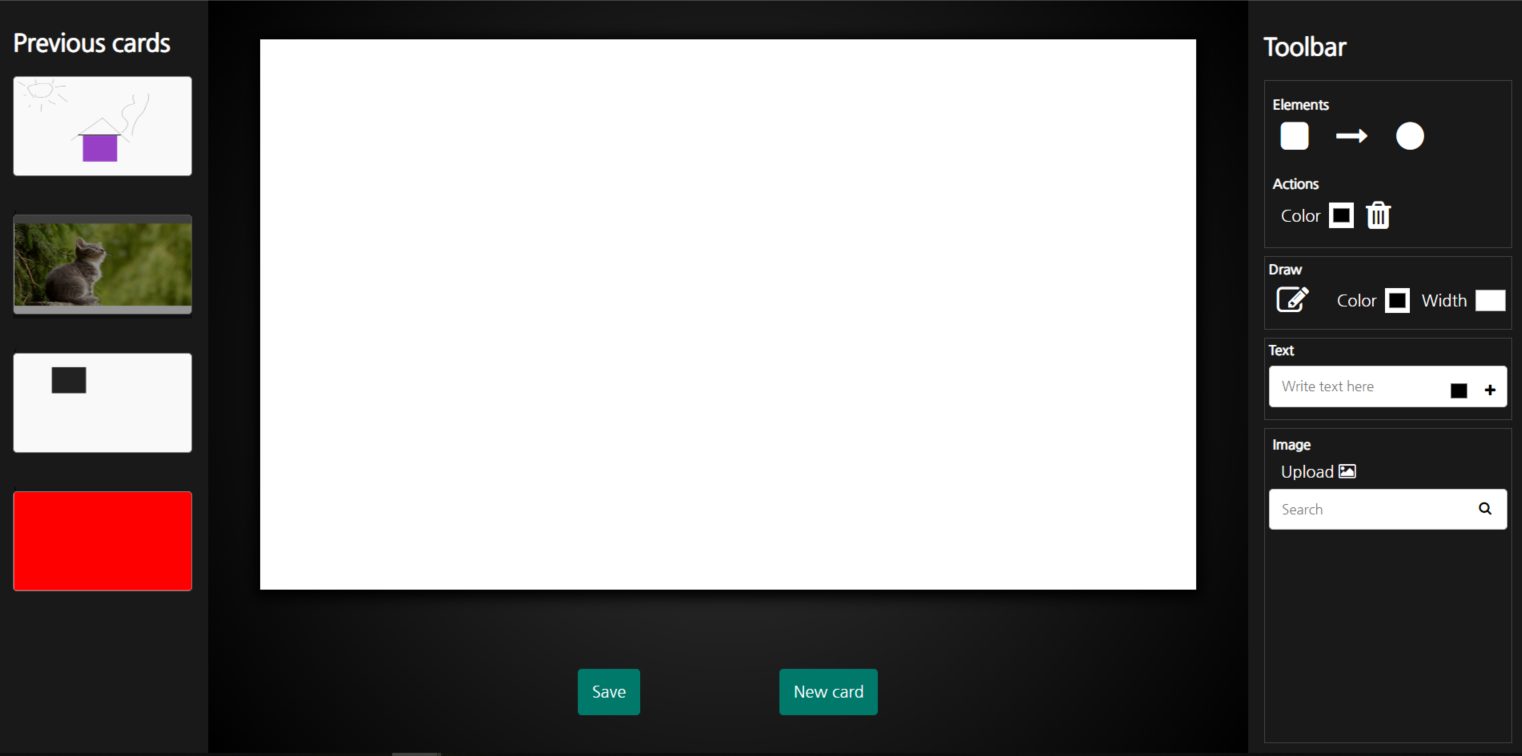 Previous cards
Toolbar
Elements
Actions
Color
Draw
Color Width
Text
Write text here
Image
Upload
Search
Save
New card